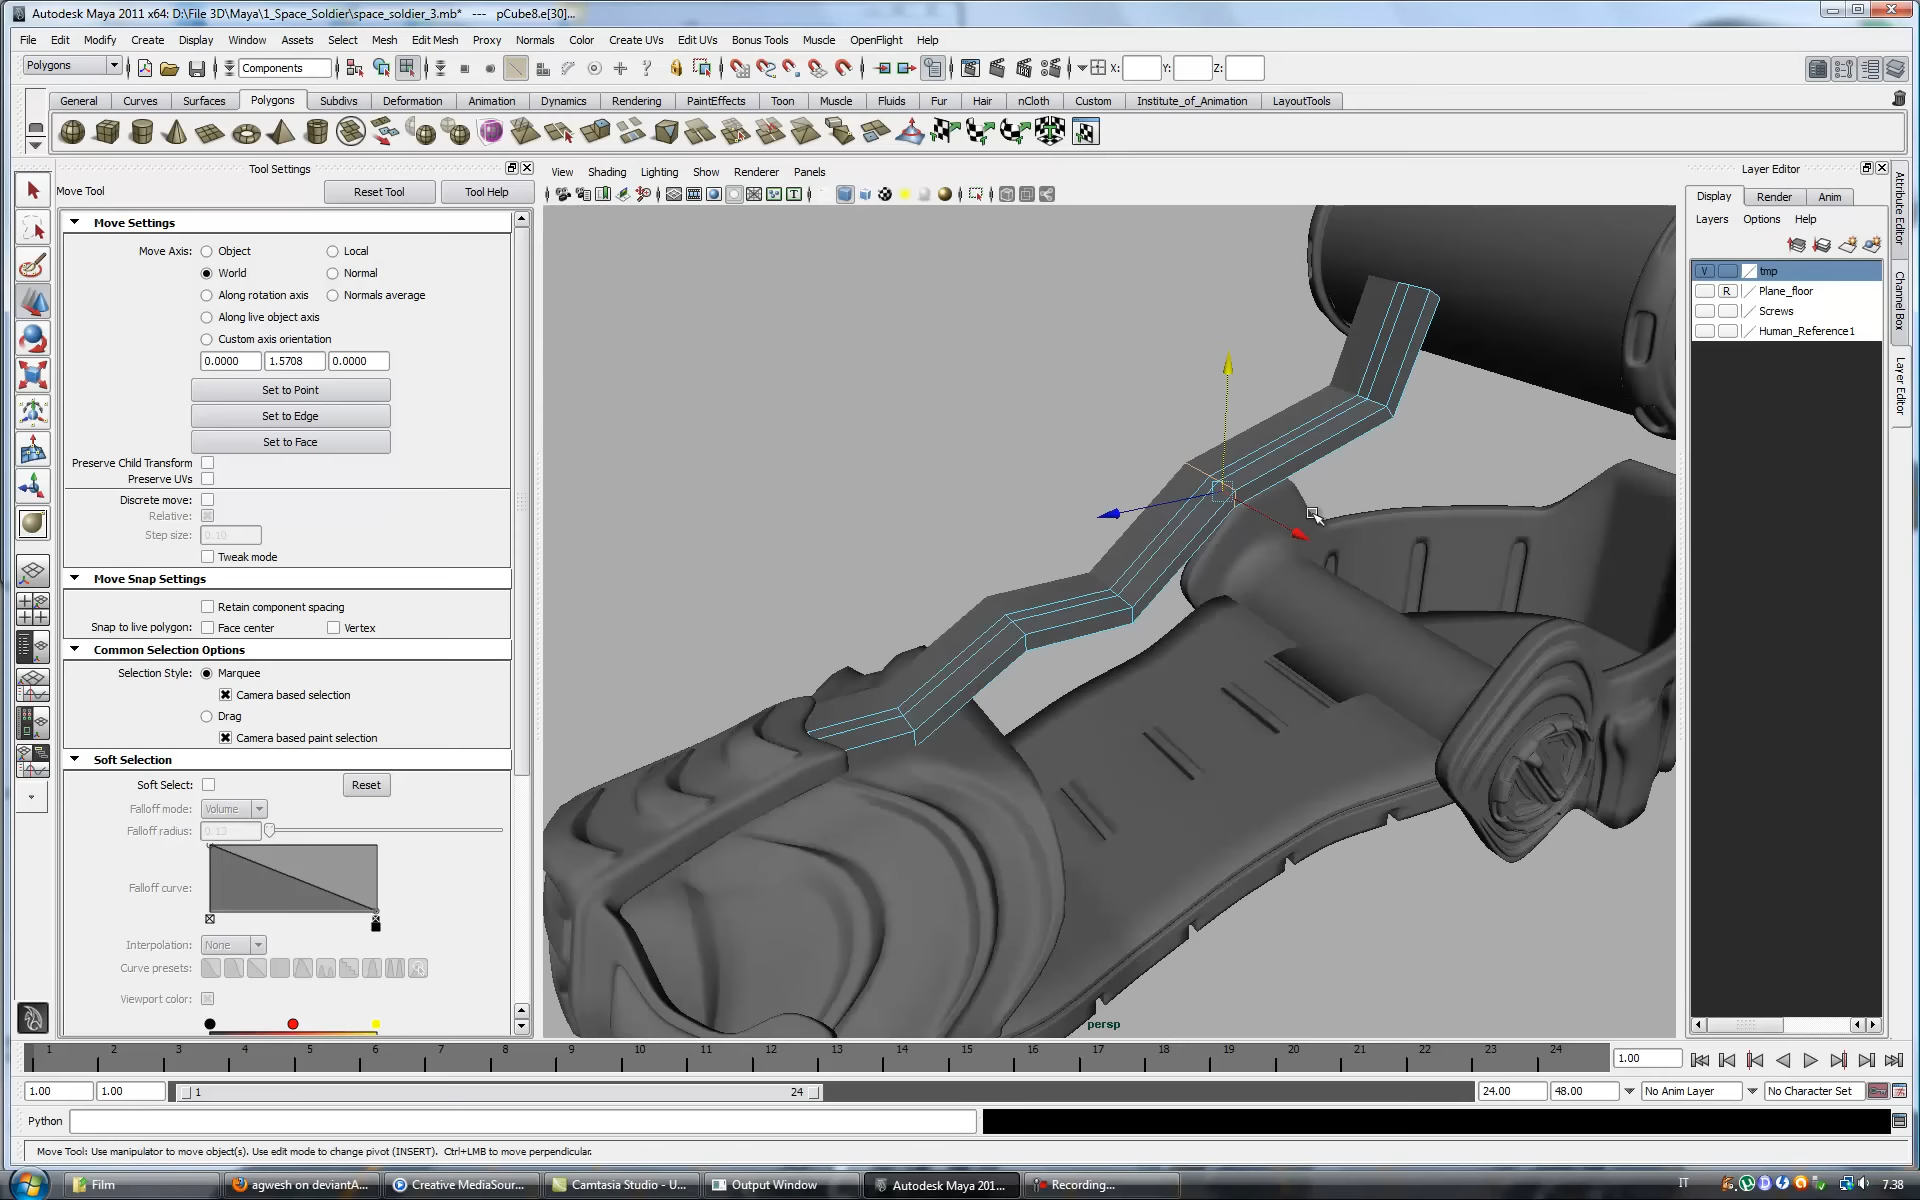 Autodesk Maya 2011 x64: D:\File 3D\Maya\1_Space_Soldier\space_soldier_3.mb* --- pCube8.e[30]...
File Edit Modify Create Display Window Assets Select Mesh Edit Mesh Proxy Normals Color Create UVs Edit UVs Bonus Tools Muscle OpenFlight Help
Polygons Components X: Y: Z:
General Curves Surfaces Polygons Subdivs Deformation Animation Dynamics Rendering PaintEffects Toon Muscle Fluids Fur Hair nCloth Custom Institute_of_Animation LayoutTools
Tool Settings
Move Tool Reset Tool Tool Help
Move Settings
Move Axis: Object Local
World Normal
Along rotation axis Normals average
Along live object axis
Custom axis orientation
0.0000 1.5708 0.0000
Set to Point
Set to Edge
Set to Face
Preserve Child Transform
Preserve UVs
Discrete move:
Relative:
Step size: 0.10
Tweak mode
Move Snap Settings
Retain component spacing
Snap to live polygon: Face center Vertex
Common Selection Options
Selection Style: Marquee
Camera based selection
Drag
Camera based paint selection
Soft Selection
Soft Select: Reset
Falloff mode: Volume
Falloff radius: 0.13
Falloff curve:
Interpolation: None
Curve presets:
Viewport color:
View Shading Lighting Show Renderer Panels
persp
Layer Editor
Display Render Anim
Layers Options Help
V tmp
R Plane_floor
Screws
Human_Reference1
Attribute Editor
Channel Box
Layer Editor
1 2 3 4 5 6 7 8 9 10 11 12 13 14 15 16 17 18 19 20 21 22 23 24 1.00
1.00 1.00 1 24 24.00 48.00 No Anim Layer No Character Set
Python
Move Tool: Use manipulator to move object(s). Use edit mode to change pivot (INSERT). Ctrl+LMB to move perpendicular.
Film agwesh on deviantA... Creative MediaSour... Camtasia Studio - U... Output Window Autodesk Maya 201... Recording... IT 7.38